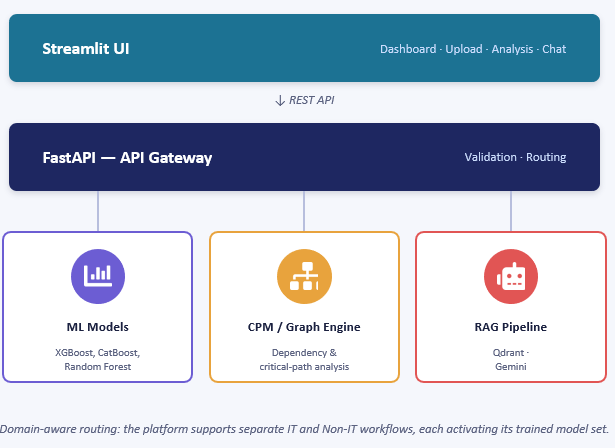 Streamlit UI
Dashboard · Upload · Analysis · Chat
↓ REST API
FastAPI — API Gateway
Validation · Routing
ML Models
XGBoost, CatBoost,
Random Forest
CPM / Graph Engine
Dependency &
critical-path analysis
RAG Pipeline
Qdrant ·
Gemini
Domain-aware routing: the platform supports separate IT and Non-IT workflows, each activating its trained model set.